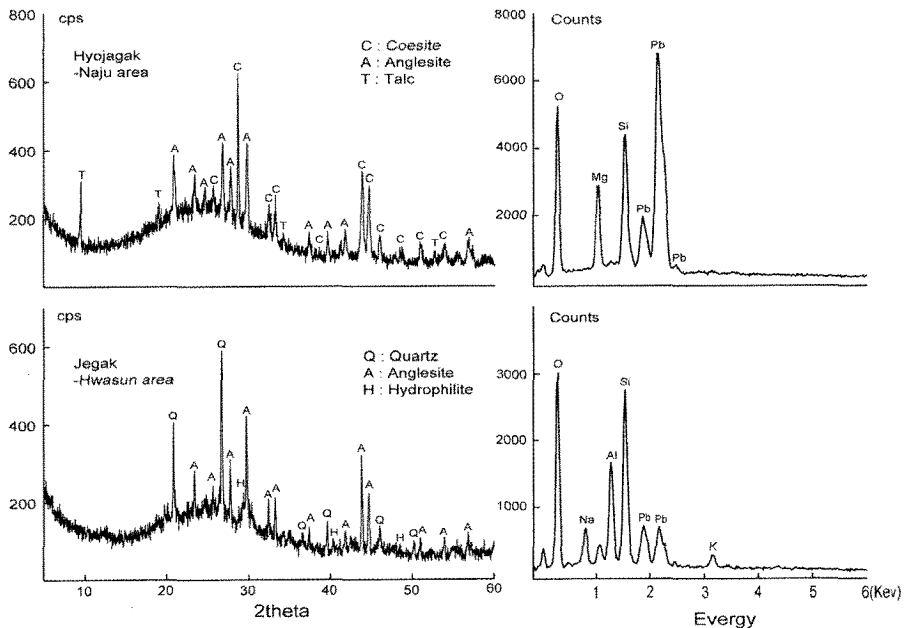 cps
Hyojagak
-Naju area
C : Coesite
A : Anglesite
T : Talc
800
600
400
200
T T A A A C A A C A C C T A C A A C C C C C T C A
Counts
8000
6000
4000
2000
O Mg Si Pb Pb Pb
cps
Jegak
-Hwasun area
Q : Quartz
A : Anglesite
H : Hydrophilite
600
400
200
Q A A Q A H A A A Q A Q H A A A Q H Q A A A
10 20 30 40 50 60
2theta
Counts
3000
2000
1000
O Na Al Si Pb Pb K
1 2 3 4 5 6(Kev)
Evergy